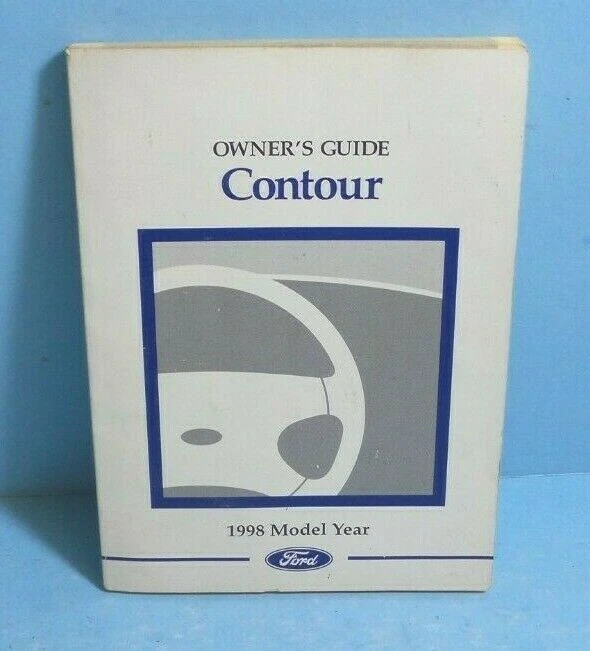 OWNER'S GUIDE
Contour
1998 Model Year
Ford